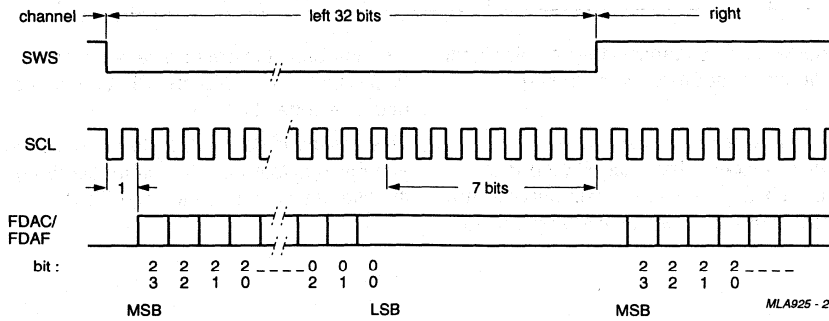 channel left 32 bits right
SWS
SCL
1 7 bits
FDAC/
FDAF
bit : 2 2 2 2 0 0 0 2 2 2 2
3 2 1 0 2 1 0 3 2 1 0
MSB LSB MSB MLA925 - 2